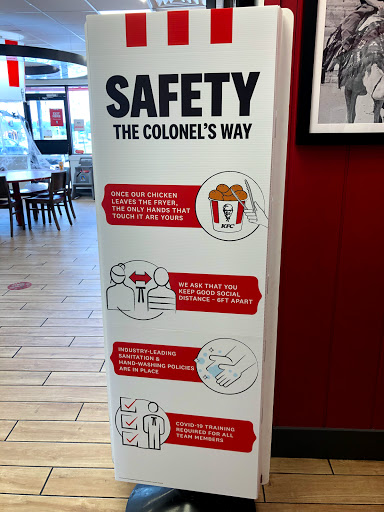 SAFETY
THE COLONEL'S WAY
ONCE OUR CHICKEN
LEAVES THE FRYER,
THE ONLY HANDS THAT
TOUCH IT ARE YOURS
KFC
WE ASK THAT YOU
KEEP GOOD SOCIAL
DISTANCE – 6FT APART
INDUSTRY-LEADING
SANITATION &
HAND-WASHING POLICIES
ARE IN PLACE
COVID-19 TRAINING
REQUIRED FOR ALL
TEAM MEMBERS